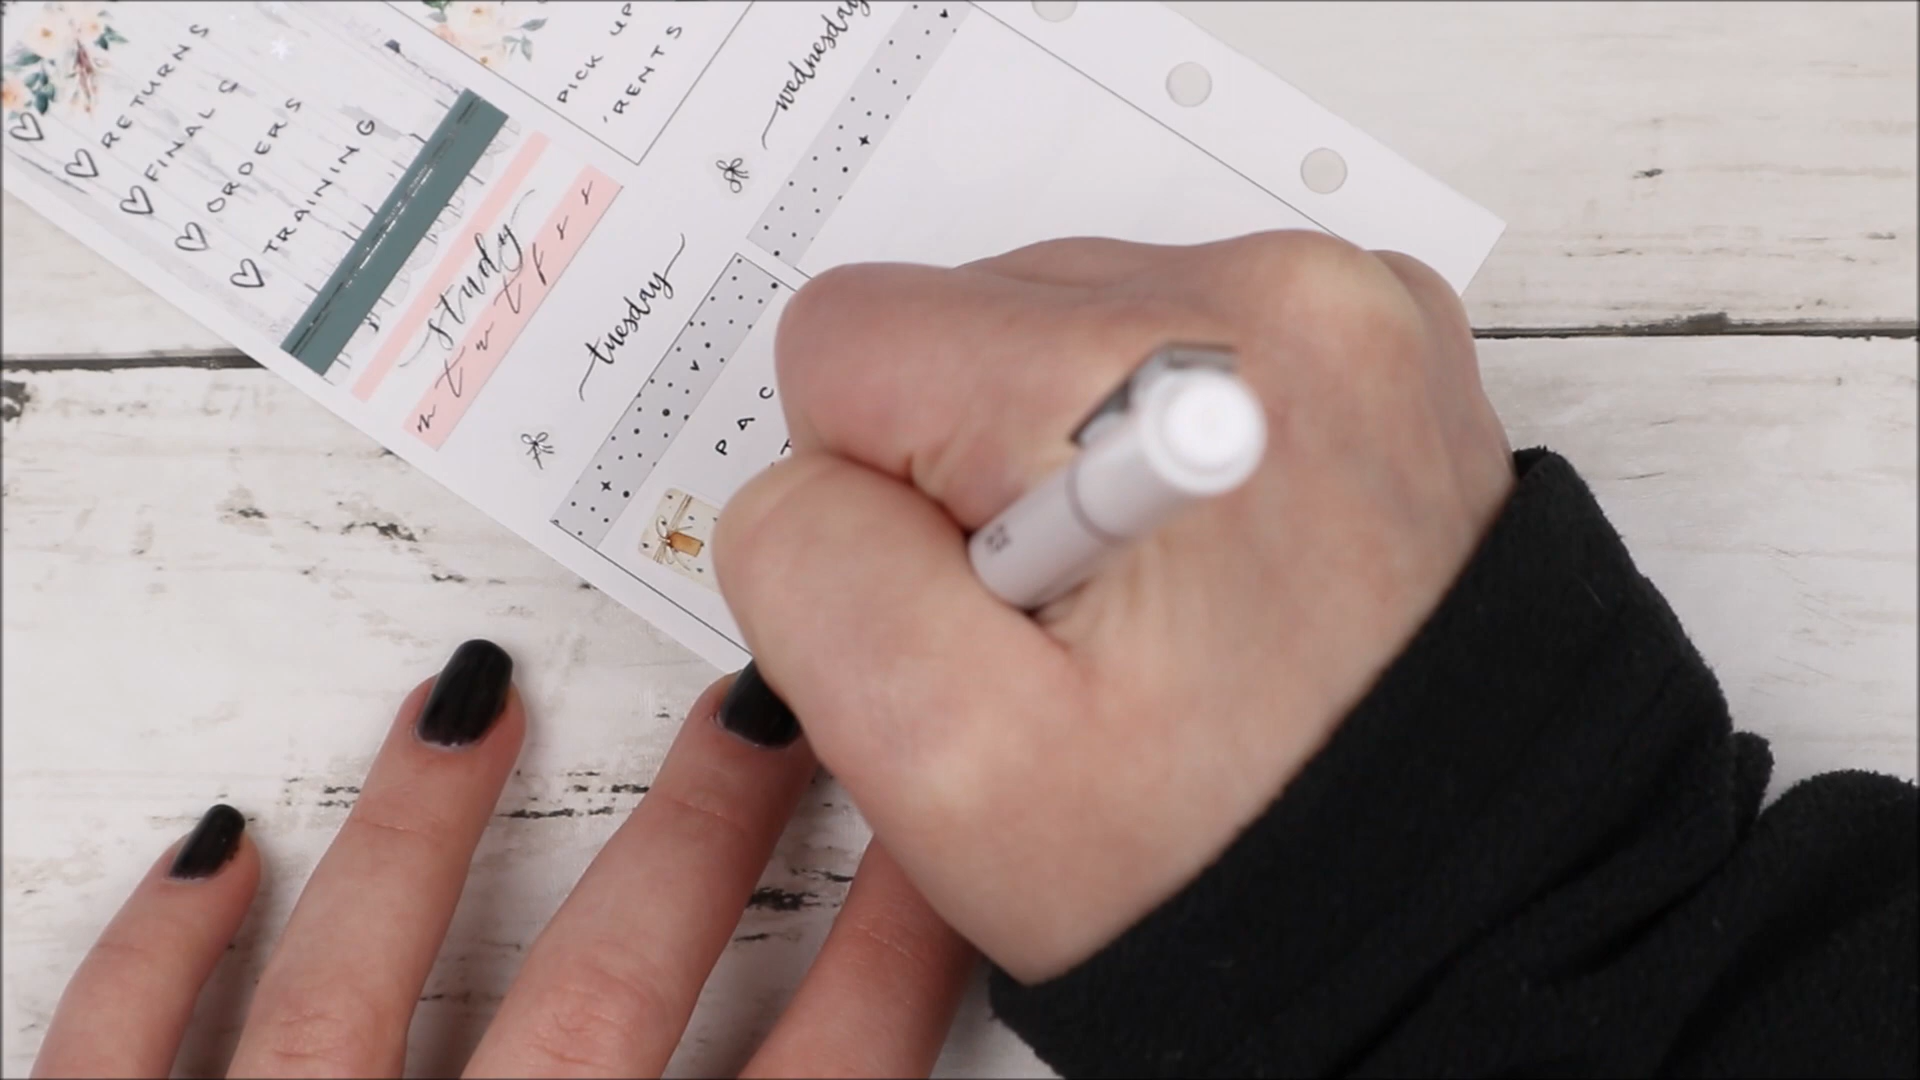 RETURNS
FINAL
ORDERS
TRAINING
study
m t w t f s s
PICK UP
'RENTS
tuesday
PAC
wednesday